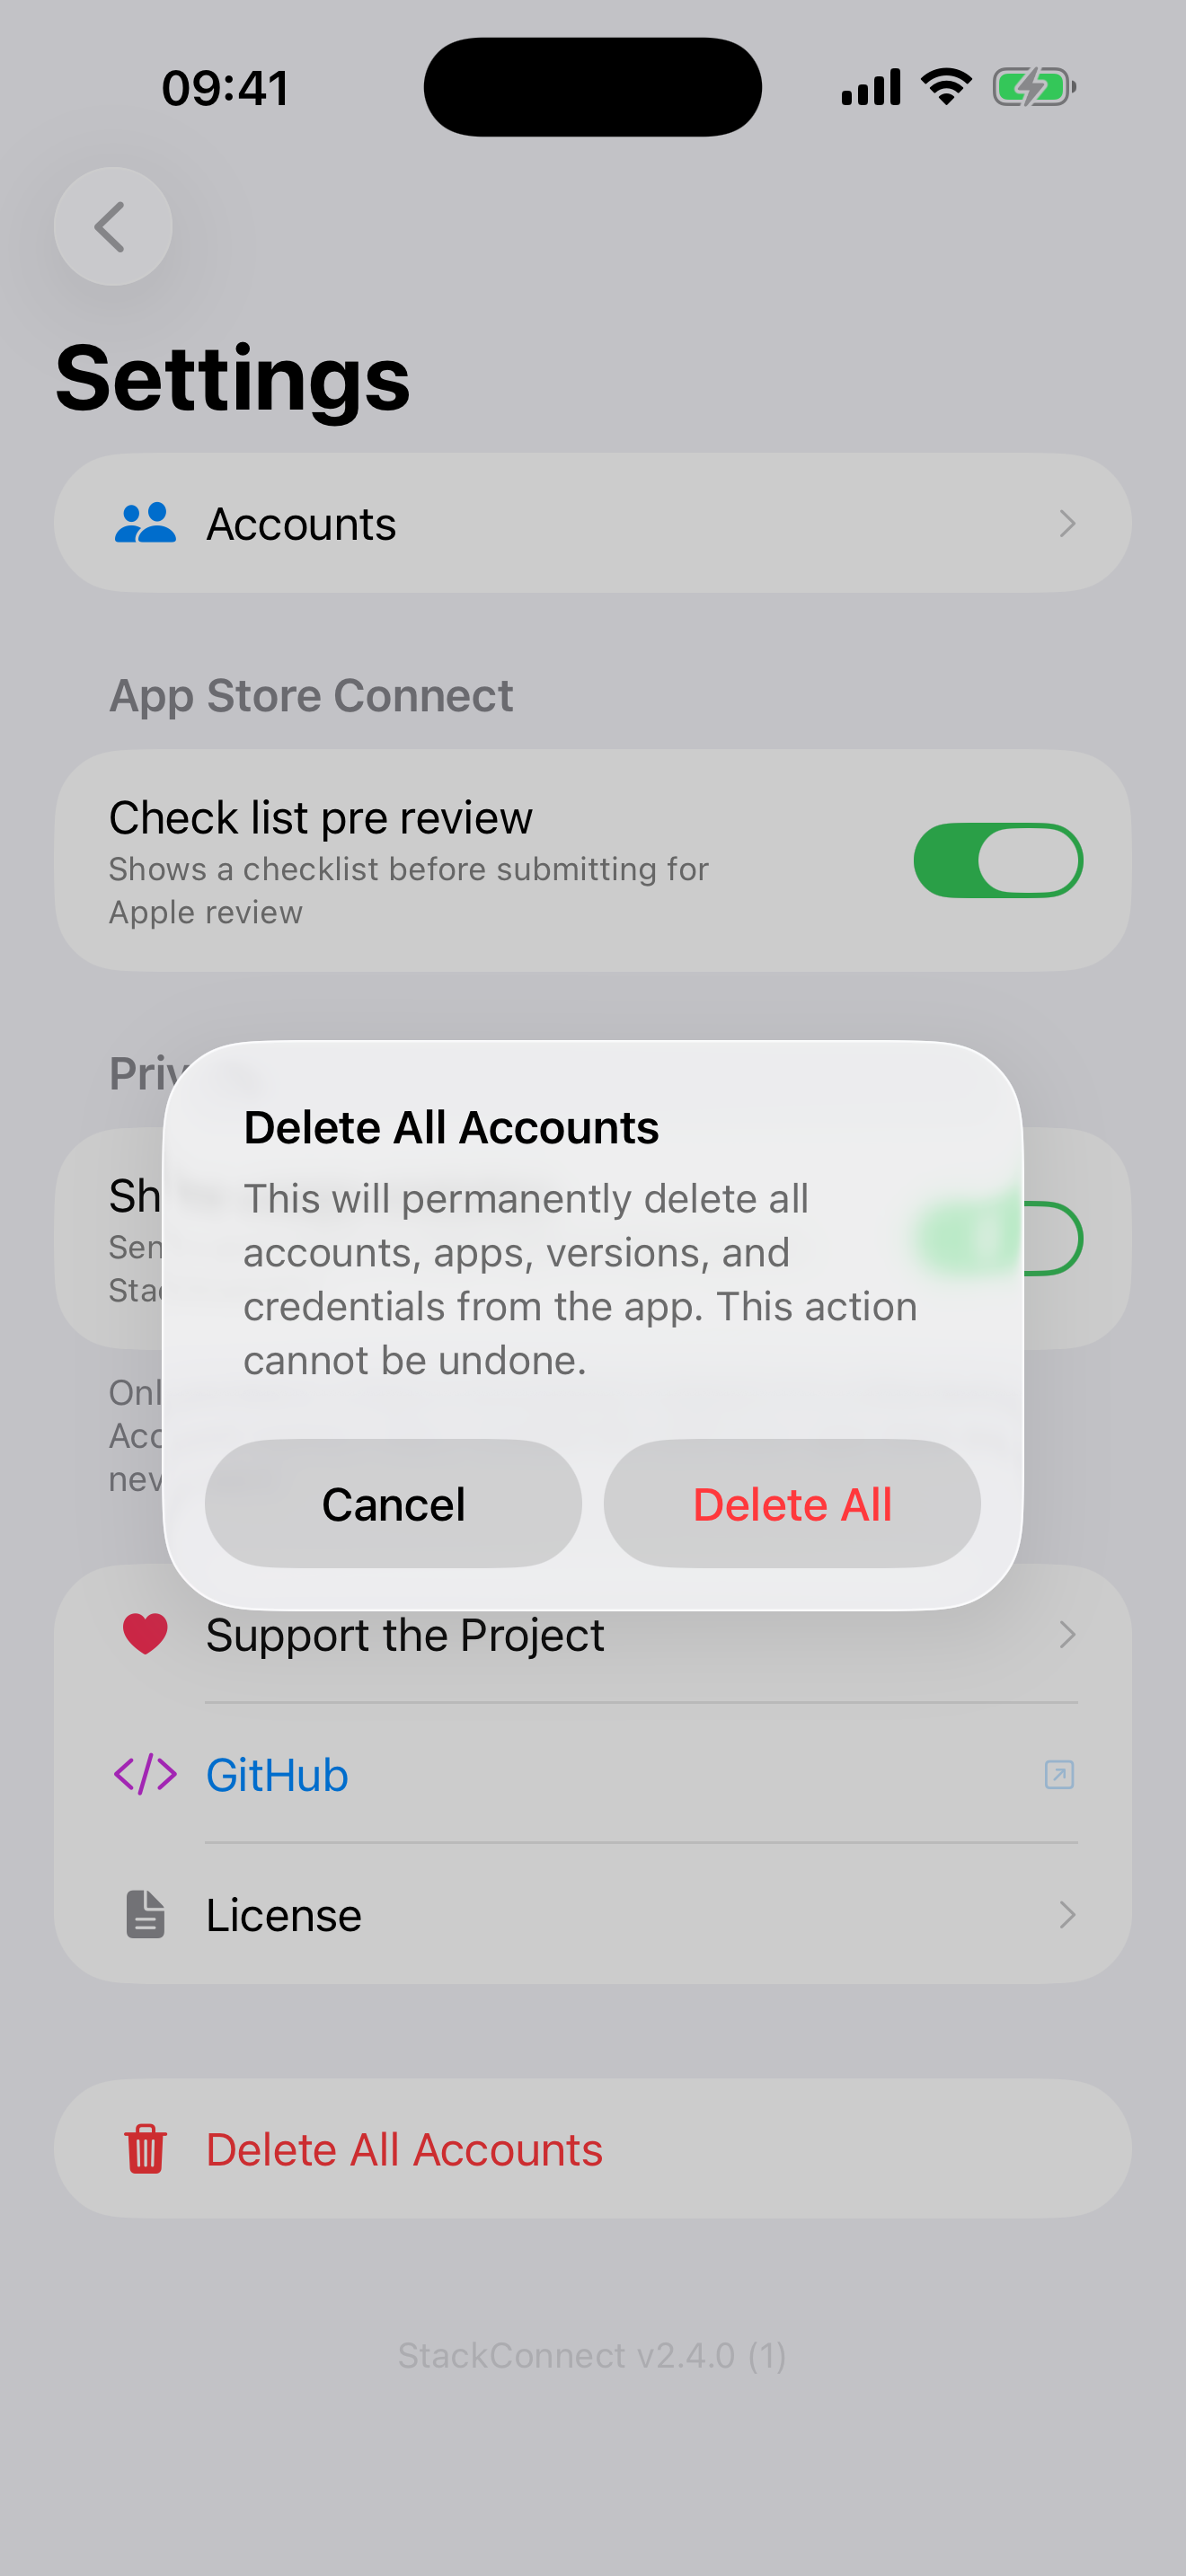 09:41
Settings
Accounts
App Store Connect
Check list pre review
Shows a checklist before submitting for
Apple review
Delete All Accounts
This will permanently delete all
accounts, apps, versions, and
credentials from the app. This action
cannot be undone.
Cancel
Delete All
Support the Project
GitHub
License
Delete All Accounts
StackConnect v2.4.0 (1)